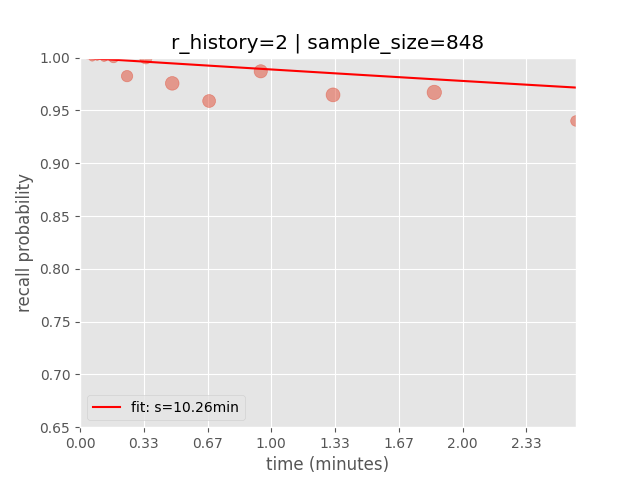 r_history=2 | sample_size=848
1.00
0.95
0.90
0.85
0.80
0.75
0.70
0.65
recall probability
fit: s=10.26min
0.00 0.33 0.67 1.00 1.33 1.67 2.00 2.33
time (minutes)